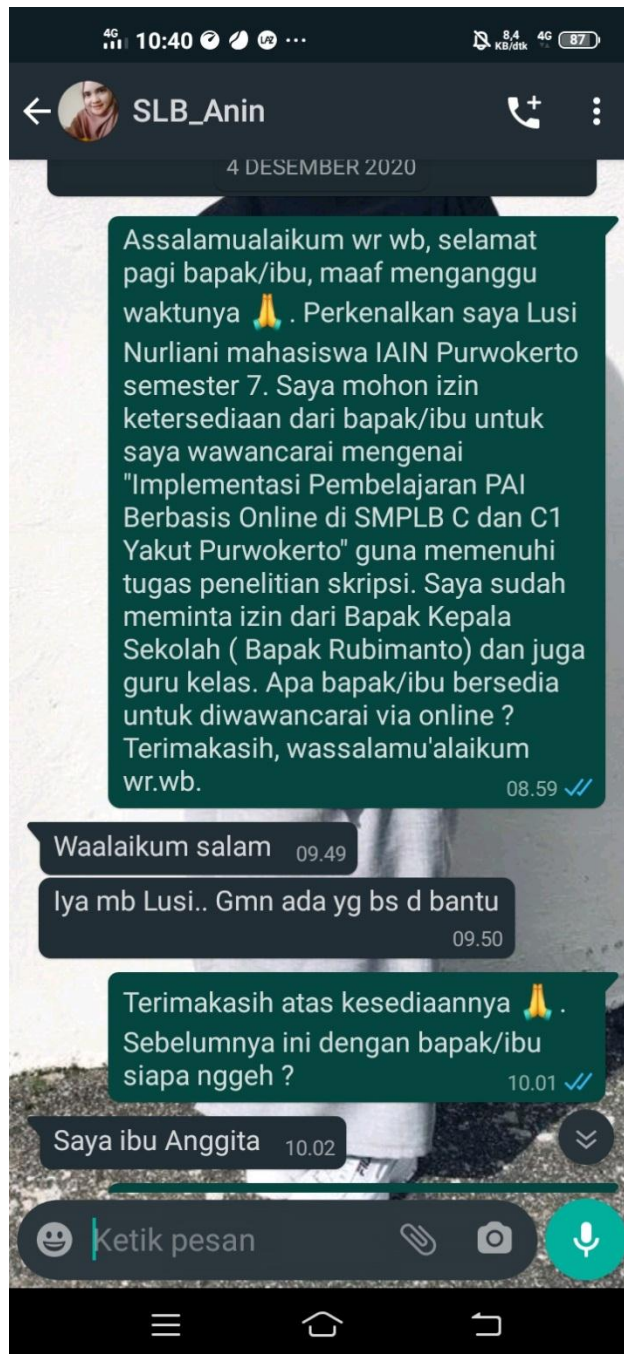 4G 10:40 ... 8,4 KB/dtk 4G 87
SLB_Anin
4 DESEMBER 2020
Assalamualaikum wr wb, selamat
pagi bapak/ibu, maaf menganggu
waktunya 🙏 . Perkenalkan saya Lusi
Nurliani mahasiswa IAIN Purwokerto
semester 7. Saya mohon izin
ketersediaan dari bapak/ibu untuk
saya wawancarai mengenai
"Implementasi Pembelajaran PAI
Berbasis Online di SMPLB C dan C1
Yakut Purwokerto" guna memenuhi
tugas penelitian skripsi. Saya sudah
meminta izin dari Bapak Kepala
Sekolah ( Bapak Rubimanto) dan juga
guru kelas. Apa bapak/ibu bersedia
untuk diwawancarai via online ?
Terimakasih, wassalamu'alaikum
wr.wb. 08.59
Waalaikum salam 09.49
Iya mb Lusi.. Gmn ada yg bs d bantu
09.50
Terimakasih atas kesediaannya 🙏 .
Sebelumnya ini dengan bapak/ibu
siapa nggeh ? 10.01
Saya ibu Anggita 10.02
Ketik pesan